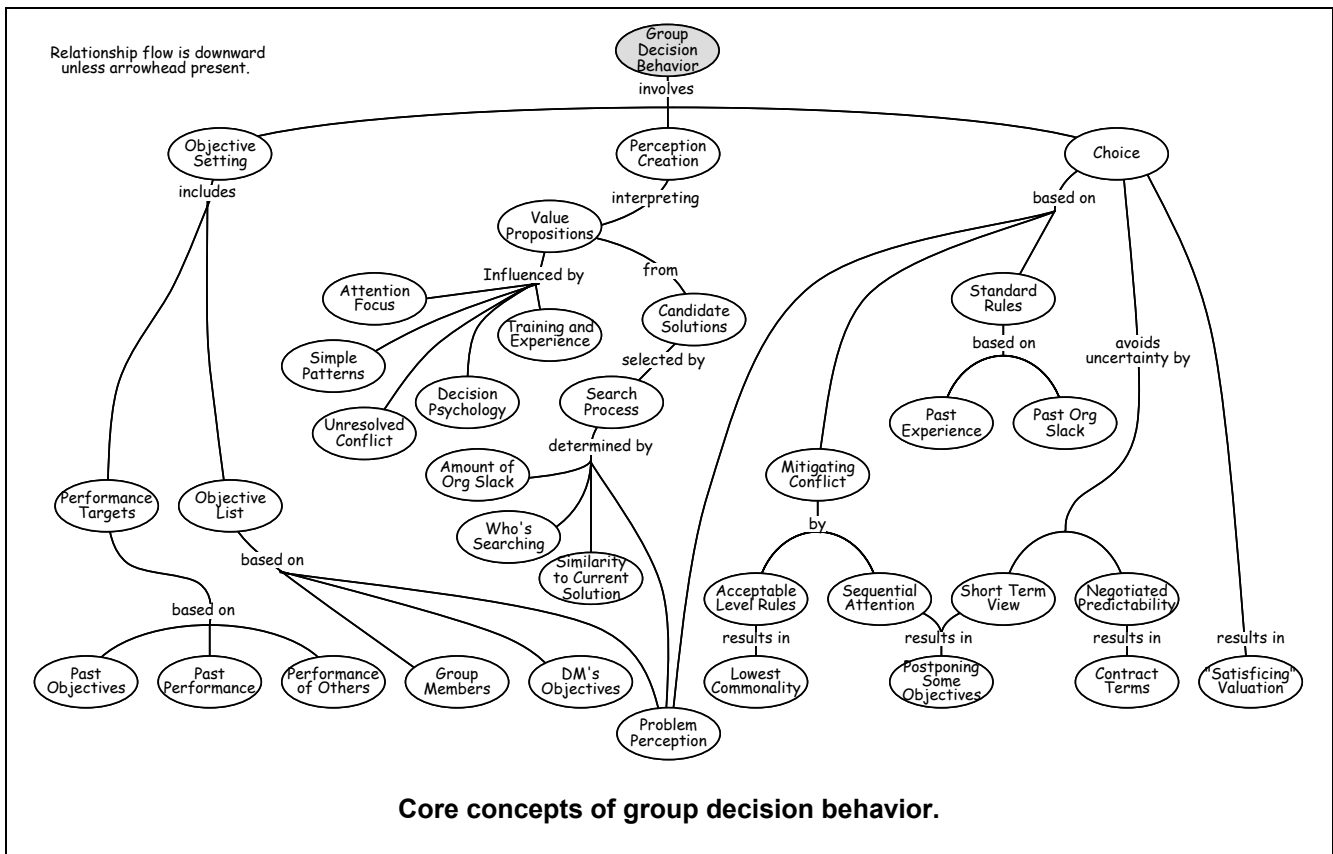 Relationship flow is downward
unless arrowhead present.
Group
Decision
Behavior
involves
Objective
Setting
Perception
Creation
Choice
includes
interpreting
based on
Value
Propositions
Influenced by
from
Attention
Focus
Training and
Experience
Candidate
Solutions
Standard
Rules
Simple
Patterns
selected by
based on
avoids
uncertainty by
Decision
Psychology
Search
Process
Unresolved
Conflict
Past
Experience
Past Org
Slack
determined by
Amount of
Org Slack
Mitigating
Conflict
Performance
Targets
Objective
List
Who's
Searching
by
based on
Similarity
to Current
Solution
Acceptable
Level Rules
Sequential
Attention
Short Term
View
Negotiated
Predictability
based on
results in
results in
results in
results in
Past
Objectives
Past
Performance
Performance
of Others
Group
Members
DM's
Objectives
Lowest
Commonality
Postponing
Some
Objectives
Contract
Terms
"Satisficing"
Valuation
Problem
Perception
Core concepts of group decision behavior.